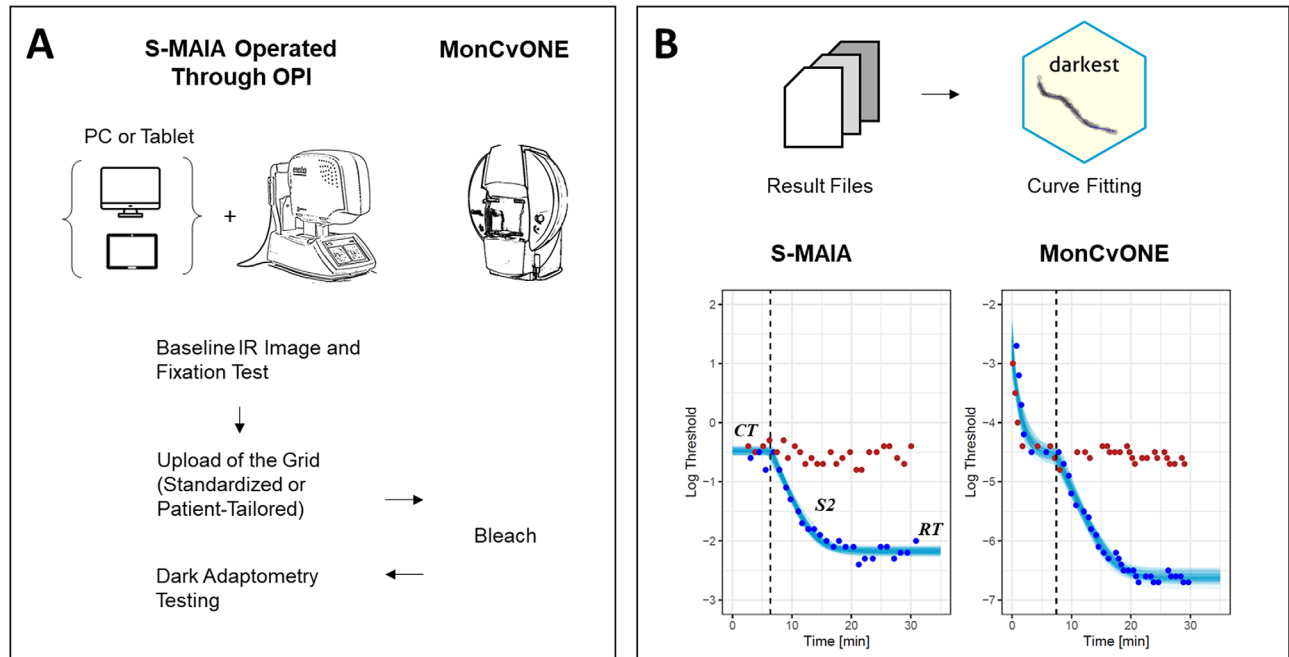 A
S-MAIA Operated
Through OPI
MonCvONE
PC or Tablet
{
}
+
maia
Baseline IR Image and
Fixation Test
Upload of the Grid
(Standardized or
Patient-Tailored)
Bleach
Dark Adaptometry
Testing
B
darkest
Result Files
Curve Fitting
S-MAIA
2
1
0
−1
−2
−3
Log Threshold
CT
S2
RT
0
10
20
30
Time [min]
MonCvONE
−2
−3
−4
−5
−6
−7
Log Threshold
0
10
20
30
Time [min]